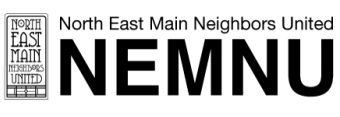 NORTH
EAST
MAIN
NEIGHBORS
UNITED
North East Main Neighbors United
NEMNU